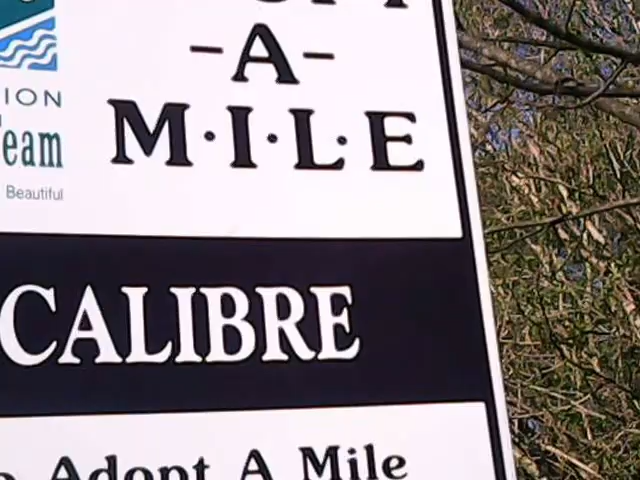 -A-
M·I·L·E
ION
Team
Beautiful
CALIBRE
Adopt A Mile